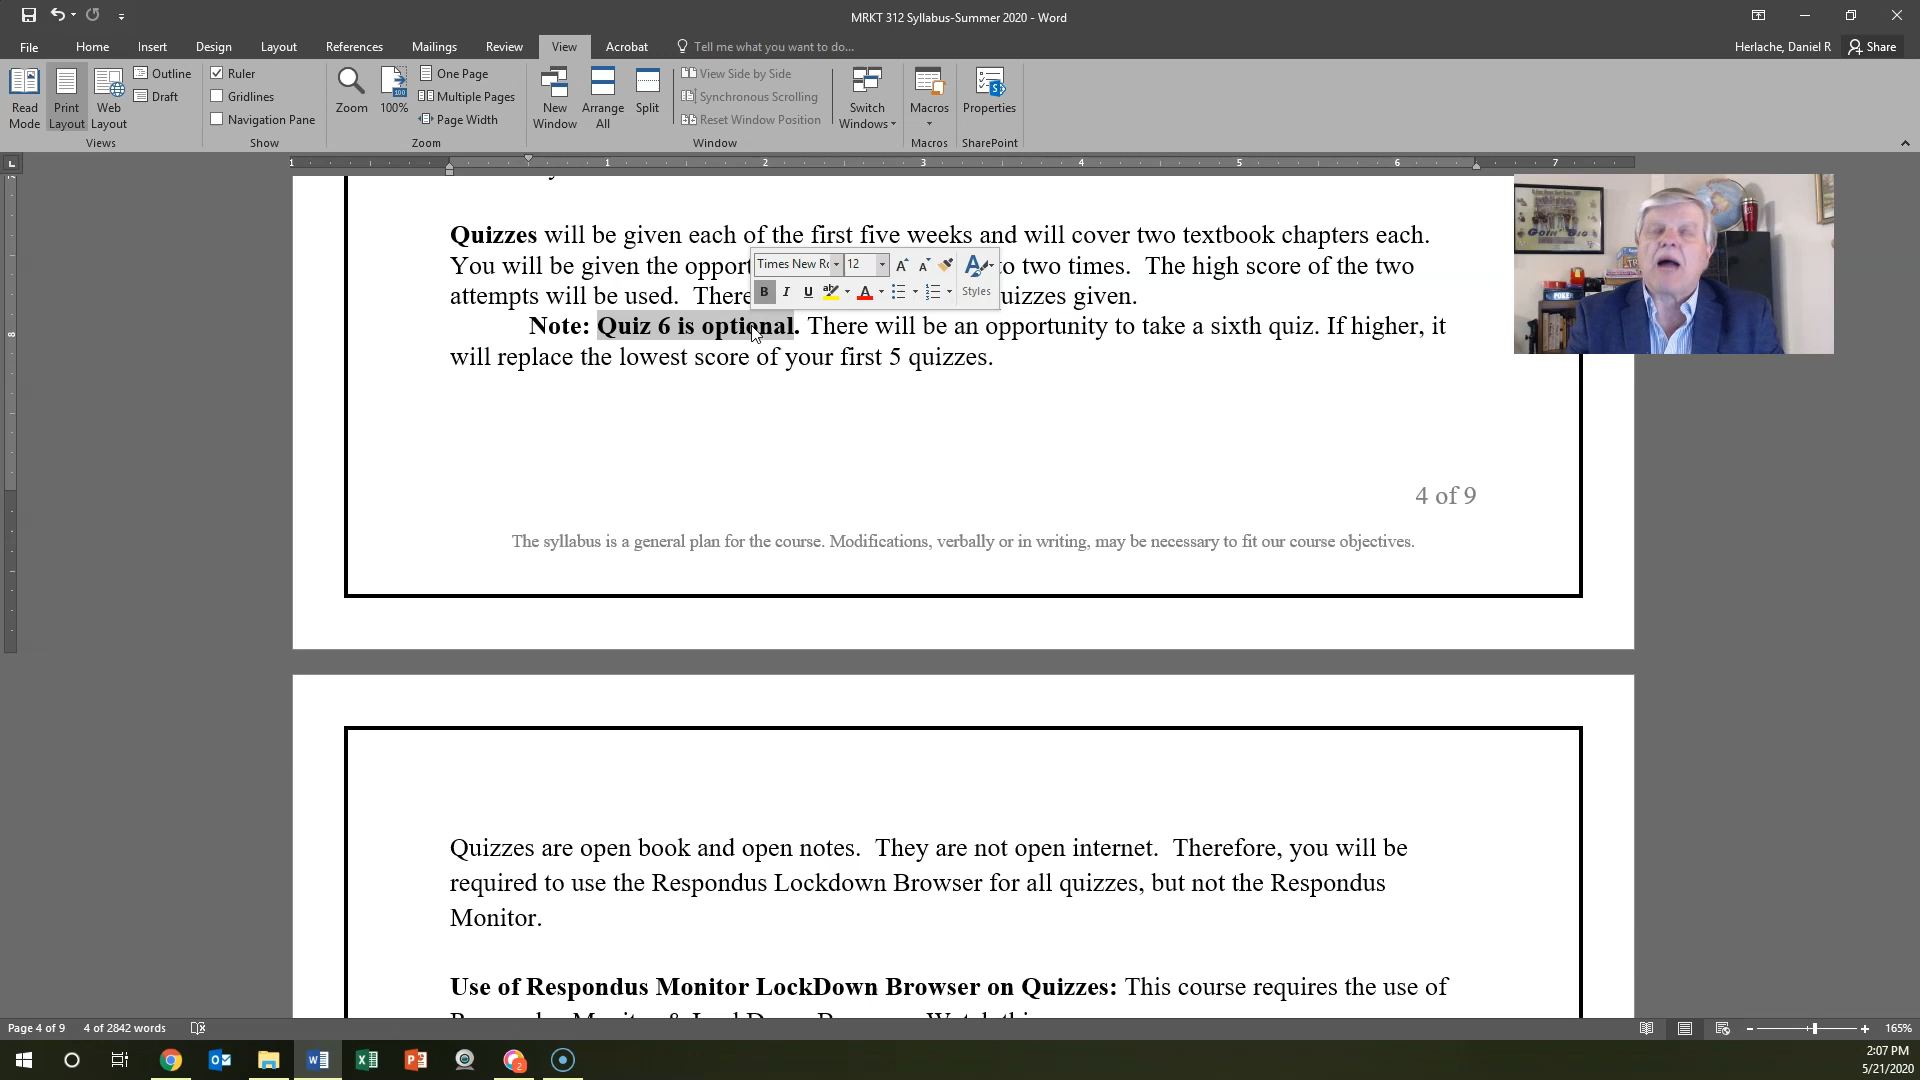 MRKT 312 Syllabus-Summer 2020 - Word
File Home Insert Design Layout References Mailings Review View Acrobat Tell me what you want to do... Herlache, Daniel R Share
Read Mode
Print Layout
Web Layout
Outline
Draft
Views
Ruler
Gridlines
Navigation Pane
Show
Zoom
100%
One Page
Multiple Pages
Page Width
Zoom
New Window
Arrange All
Split
View Side by Side
Synchronous Scrolling
Reset Window Position
Window
Switch Windows
Macros
Macros
Properties
SharePoint
1 1 2 3 4 5 6 7
Quizzes will be given each of the first five weeks and will cover two textbook chapters each.
You will be given the opport o two times. The high score of the two
attempts will be used. There uizzes given.
Times New Ro 12
B I U Styles
Note: Quiz 6 is optional. There will be an opportunity to take a sixth quiz. If higher, it
will replace the lowest score of your first 5 quizzes.
8
4 of 9
The syllabus is a general plan for the course. Modifications, verbally or in writing, may be necessary to fit our course objectives.
Quizzes are open book and open notes. They are not open internet. Therefore, you will be
required to use the Respondus Lockdown Browser for all quizzes, but not the Respondus
Monitor.
Use of Respondus Monitor LockDown Browser on Quizzes: This course requires the use of
Page 4 of 9 4 of 2842 words 165%
2:07 PM
5/21/2020